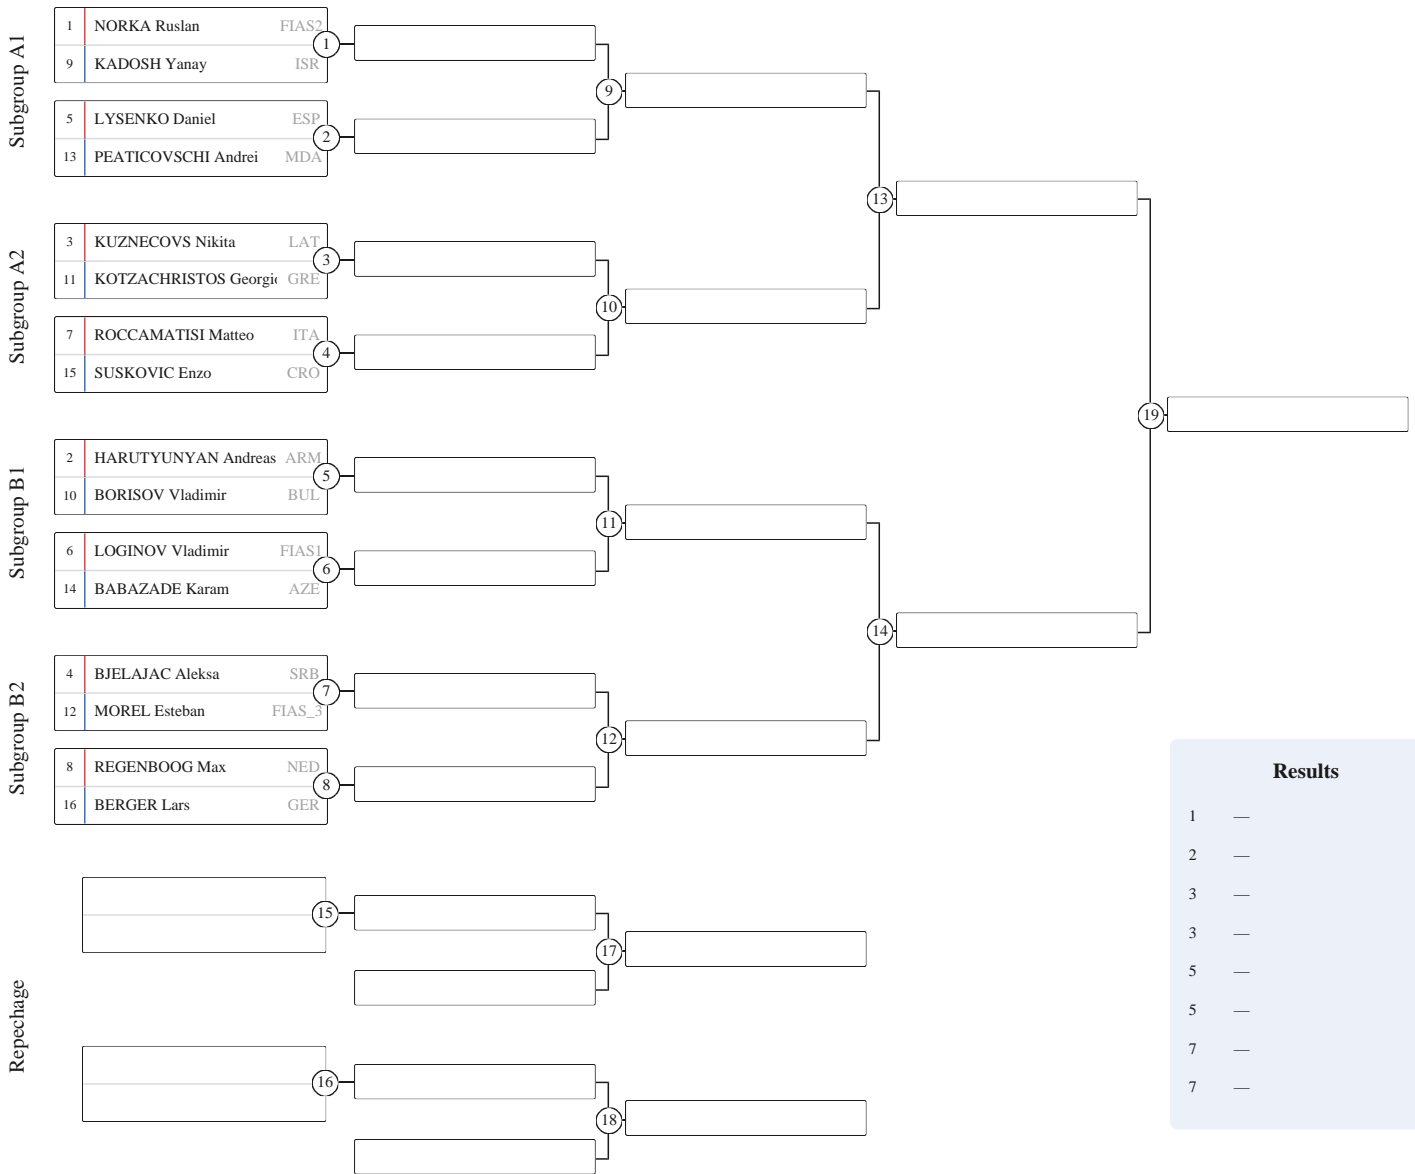 Subgroup A1
1 NORKA Ruslan FIAS2
9 KADOSH Yanay ISR
1
5 LYSENKO Daniel ESP
13 PEATICOVSCHI Andrei MDA
2
9
Subgroup A2
3 KUZNECOVS Nikita LAT
11 KOTZACHRISTOS Georgi GRE
3
7 ROCCAMATISI Matteo ITA
15 SUSKOVIC Enzo CRO
4
10
13
Subgroup B1
2 HARUTYUNYAN Andreas ARM
10 BORISOV Vladimir BUL
5
6 LOGINOV Vladimir FIAS1
14 BABAZADE Karam AZE
6
11
Subgroup B2
4 BJELAJAC Aleksa SRB
12 MOREL Esteban FIAS_3
7
8 REGENBOOG Max NED
16 BERGER Lars GER
8
12
14
19
Repechage
15
17
16
18
Results
1 —
2 —
3 —
3 —
5 —
5 —
7 —
7 —